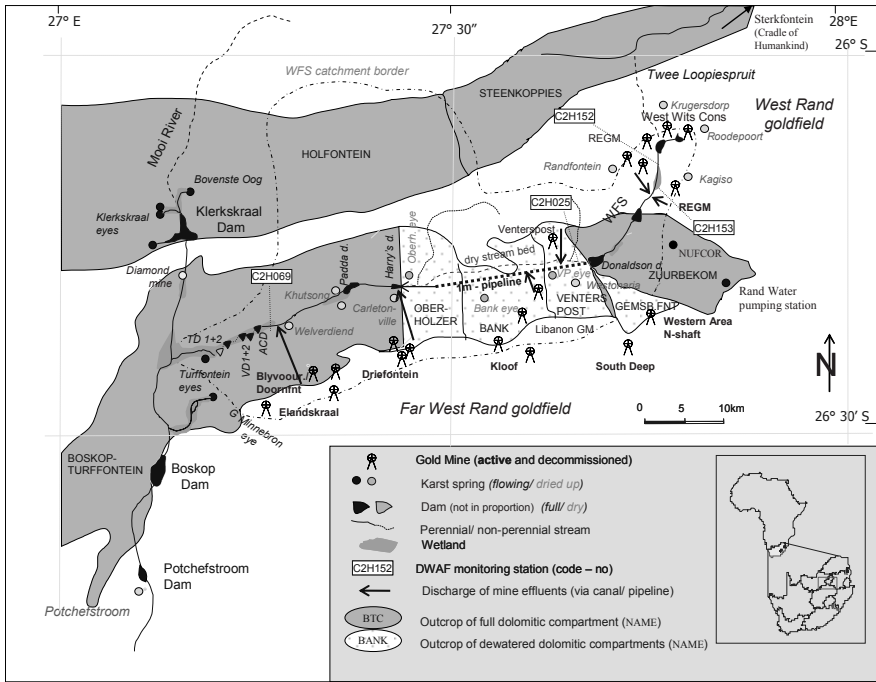 27° E
27° 30″
28° E
Sterkfontein
(Cradle of
Humankind)
26° S
WFS catchment border
Twee Loopiespruit
STEENKOPPIES
Krugersdorp
West Rand
goldfield
C2H152
West Wits Cons
REGM
Roodepoort
Mooi River
HOLFONTEIN
Randfontein
Kagiso
Bovenste Oog
C2H025
REGM
Klerkskraal
eyes
Klerkskraal
Dam
WFS
C2H153
Venterspost
Oberh. eye
NUFCOR
Diamond
mine
C2H069
Padda d.
Harry's d.
dry stream bed
Donaldson d.
ZUURBEKOM
VP eye
Khutsong
1m - pipeline
Westonaria
Rand Water
pumping station
Carleton-
ville
OBER-
HOLZER
Bank eye
VENTERS
POST
GEMSB.FNT
Welverdiend
TD 1+2
VD1+2
ACD
BANK
Libanon GM
Western Area
N-shaft
Turffontein
eyes
Blyvoour.
Doornfnt
Driefontein
Kloof
South Deep
N
Elandskraal
G. Minnebron
eye
Far West Rand goldfield
0 5 10km
26° 30' S
BOSKOP-
TURFFONTEIN
Boskop
Dam
Gold Mine (active and decommissioned)
Karst spring (flowing/ dried up)
Dam (not in proportion) (full/ dry)
Perennial/ non-perennial stream
Wetland
C2H152 DWAF monitoring station (code – no)
Potchefstroom
Dam
Discharge of mine effluents (via canal/ pipeline)
Potchefstroom
BTC Outcrop of full dolomitic compartment (NAME)
BANK Outcrop of dewatered dolomitic compartments (NAME)